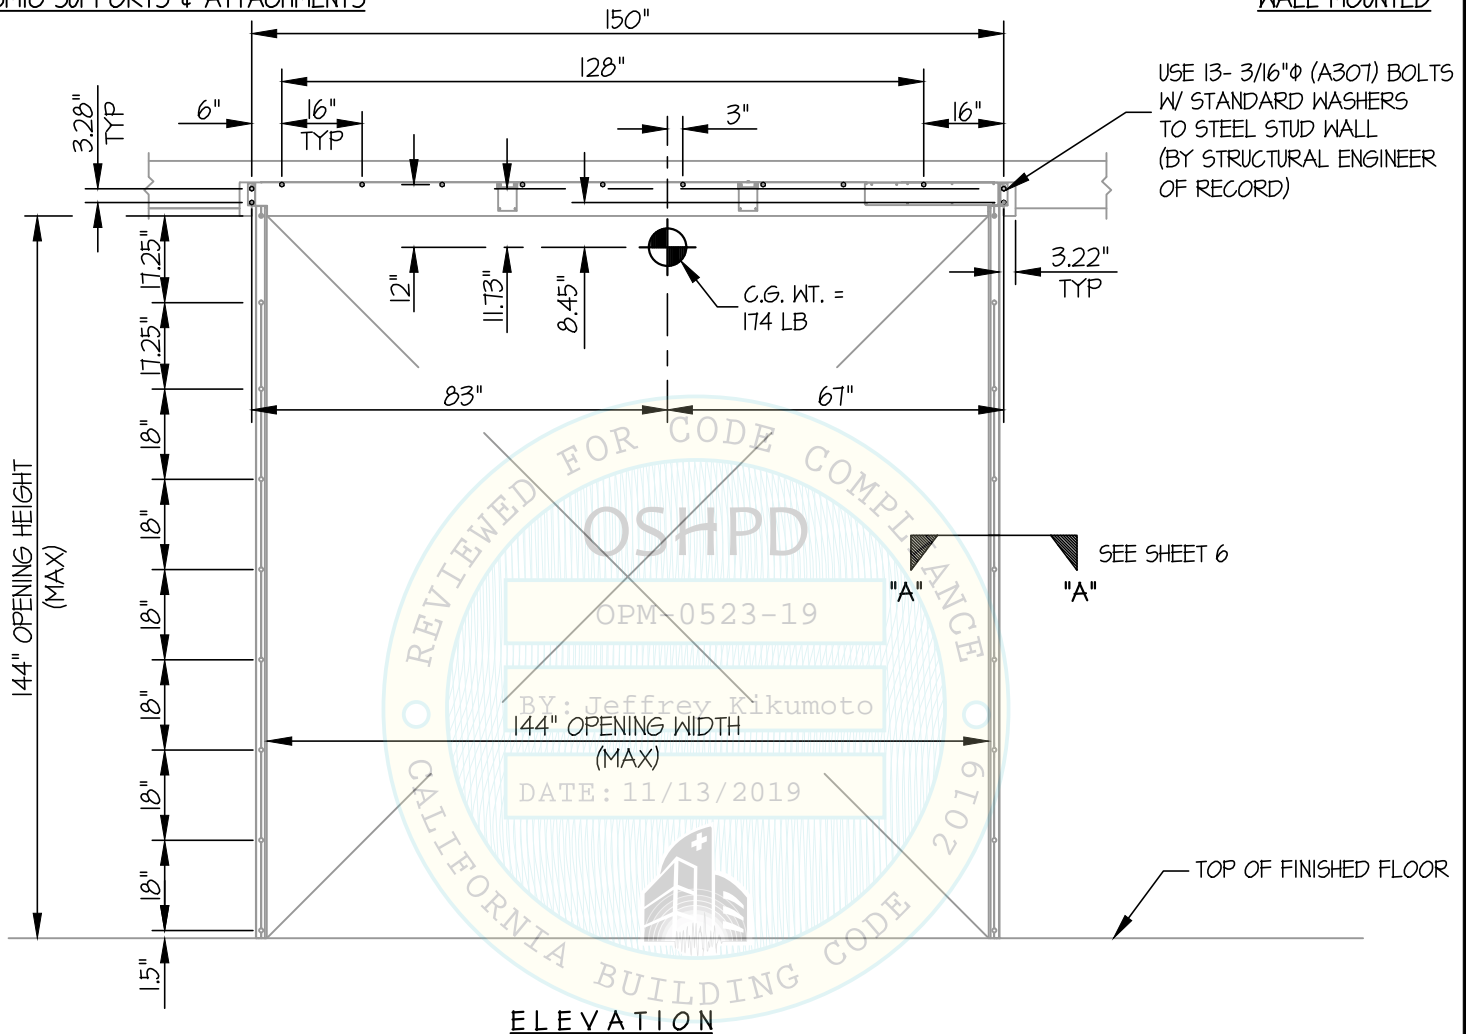 SUPPORTS & ATTACHMENTS
WALL MOUNTED
150"
128"
USE 13- 3/16"Φ (A307) BOLTS
W/ STANDARD WASHERS
TO STEEL STUD WALL
(BY STRUCTURAL ENGINEER
OF RECORD)
3.28"
TYP
6"
16"
TYP
3"
16"
17.25"
12"
11.73"
8.45"
C.G. WT. =
174 LB
3.22"
TYP
17.25"
83"
67"
18"
144" OPENING HEIGHT
(MAX)
18"
18"
18"
18"
18"
1.5"
REVIEWED FOR CODE COMPLIANCE
OSHPD
OPM-0523-19
BY: Jeffrey Kikumoto
144" OPENING WIDTH
(MAX)
DATE: 11/13/2019
CALIFORNIA BUILDING CODE 2019
SEE SHEET 6
"A"
"A"
TOP OF FINISHED FLOOR
ELEVATION